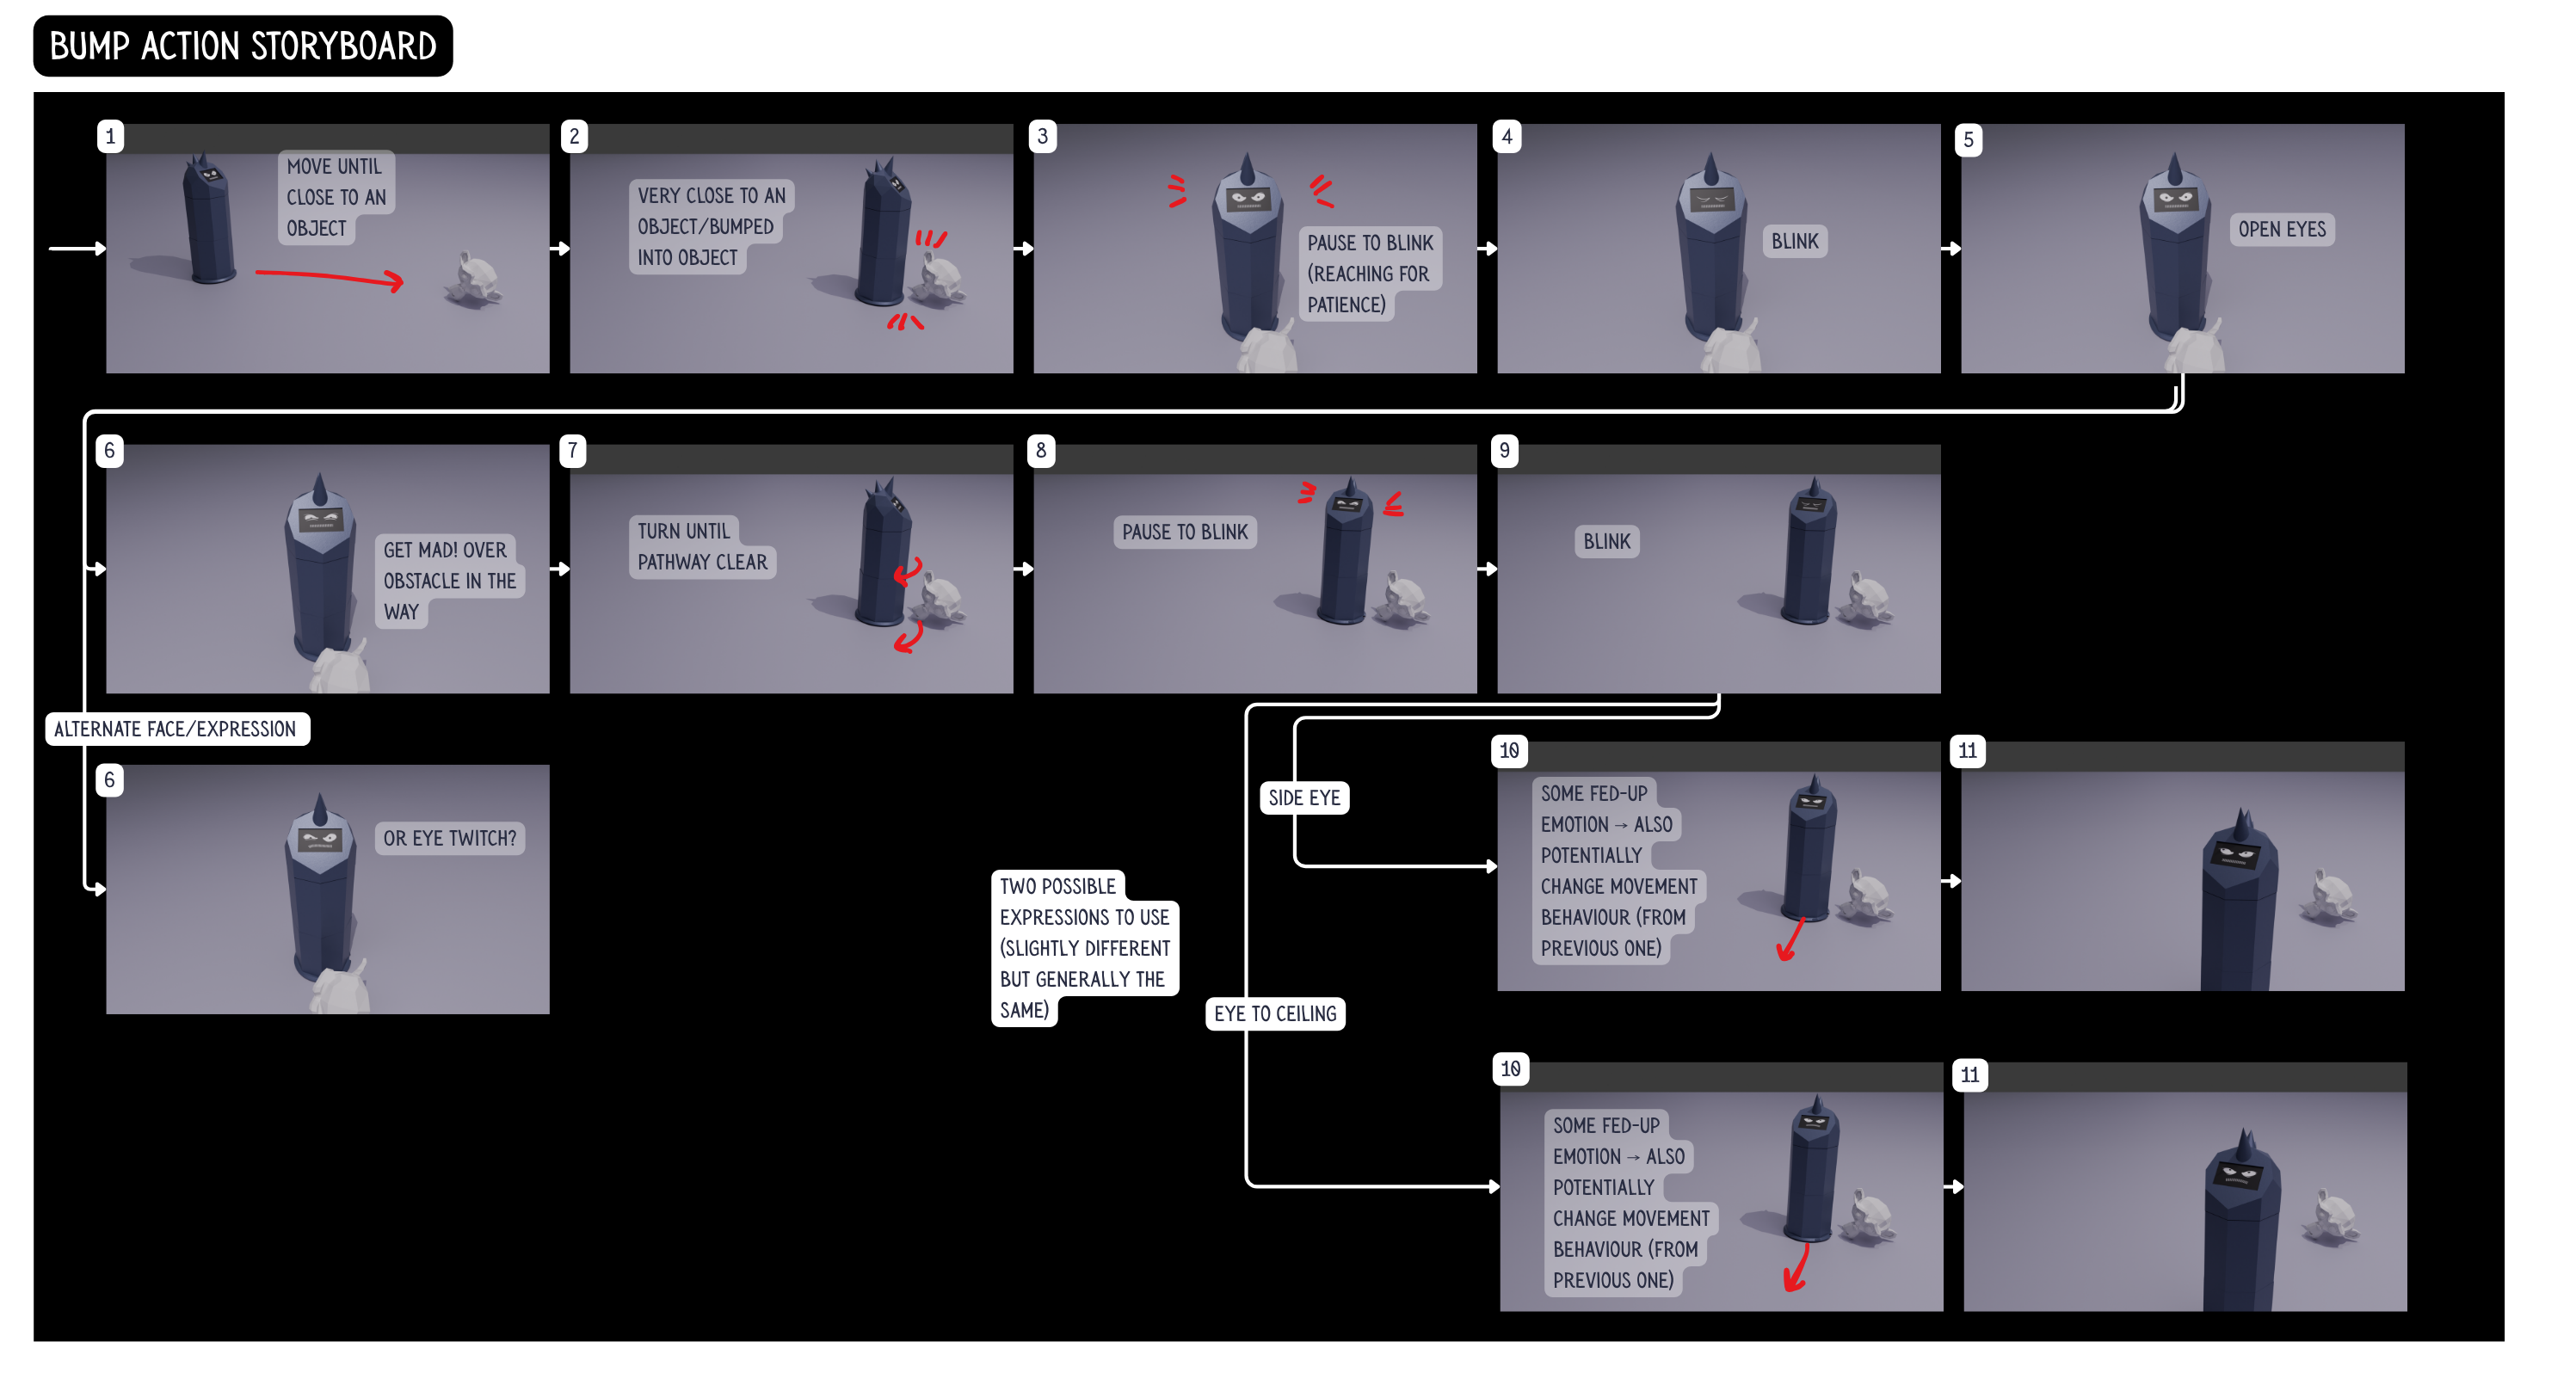 BUMP ACTION STORYBOARD
1
MOVE UNTIL
CLOSE TO AN
OBJECT
2
VERY CLOSE TO AN
OBJECT/BUMPED
INTO OBJECT
3
PAUSE TO BLINK
(REACHING FOR
PATIENCE)
4
BLINK
5
OPEN EYES
6
GET MAD! OVER
OBSTACLE IN THE
WAY
7
TURN UNTIL
PATHWAY CLEAR
8
PAUSE TO BLINK
9
BLINK
ALTERNATE FACE/EXPRESSION
6
OR EYE TWITCH?
TWO POSSIBLE
EXPRESSIONS TO USE
(SLIGHTLY DIFFERENT
BUT GENERALLY THE
SAME)
SIDE EYE
10
SOME FED-UP
EMOTION → ALSO
POTENTIALLY
CHANGE MOVEMENT
BEHAVIOUR (FROM
PREVIOUS ONE)
11
EYE TO CEILING
10
SOME FED-UP
EMOTION → ALSO
POTENTIALLY
CHANGE MOVEMENT
BEHAVIOUR (FROM
PREVIOUS ONE)
11